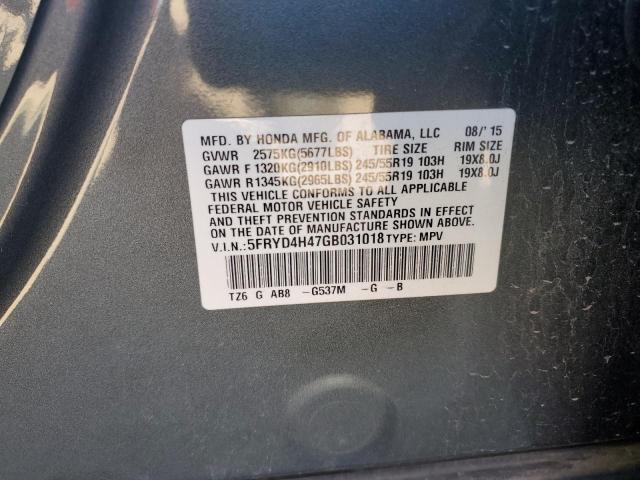 MFD. BY HONDA MFG. OF ALABAMA, LLC 08/'15
GVWR 2575KG(5677LBS) TIRE SIZE RIM SIZE
GAWR F 1320KG(2910LBS) 245/55R19 103H 19X8.0J
GAWR R 1345KG(2965LBS) 245/55R19 103H 19X8.0J
THIS VEHICLE CONFORMS TO ALL APPLICABLE
FEDERAL MOTOR VEHICLE SAFETY
AND THEFT PREVENTION STANDARDS IN EFFECT
ON THE DATE OF MANUFACTURE SHOWN ABOVE.
V.I.N.:5FRYD4H47GB031018 TYPE: MPV
TZ6 G AB8 -G537M -G -B